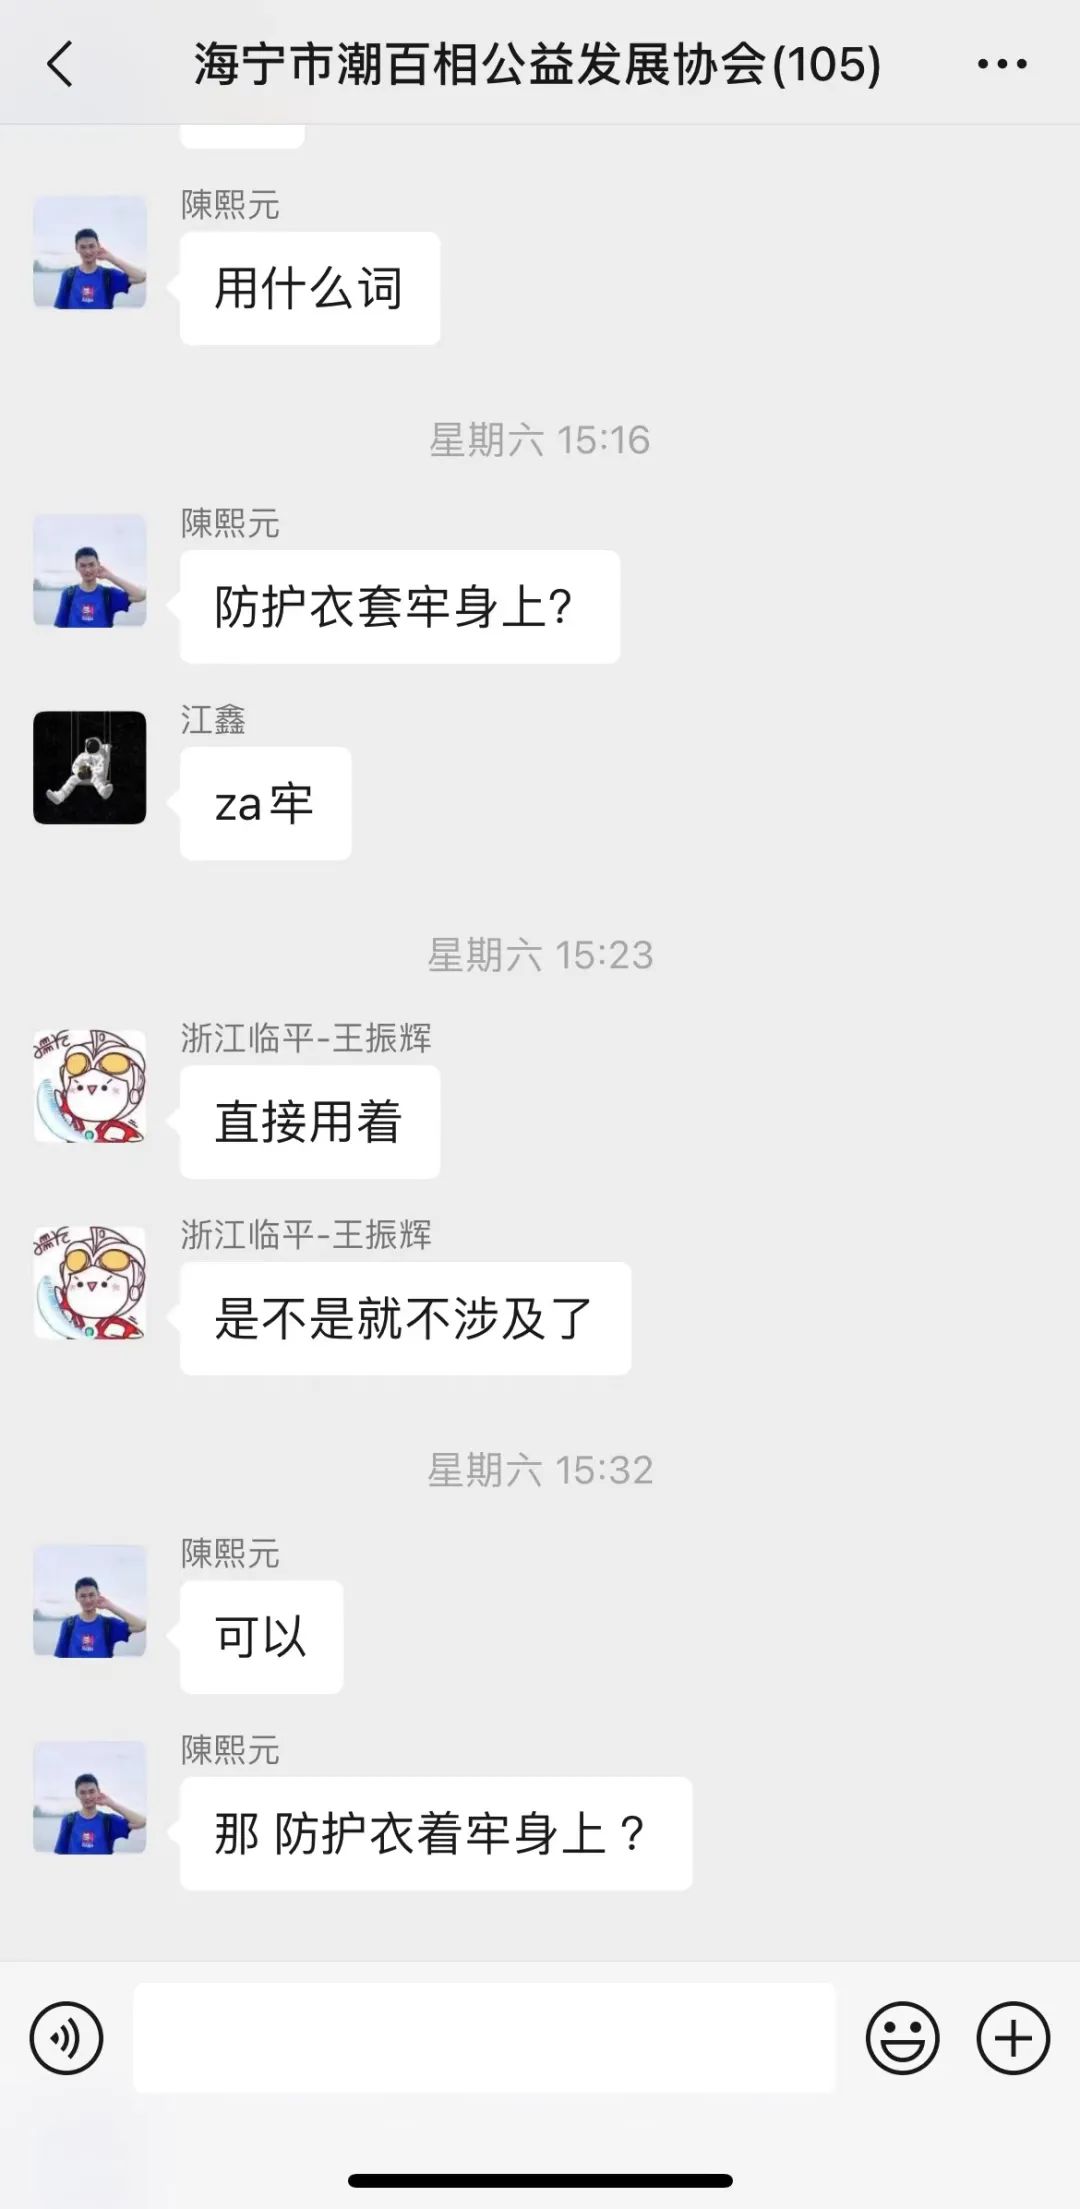 海宁市潮百相公益发展协会(105)
陳熙元
用什么词
星期六 15:16
陳熙元
防护衣套牢身上?
江鑫
za牢
星期六 15:23
浙江临平-王振辉
直接用着
浙江临平-王振辉
是不是就不涉及了
星期六 15:32
陳熙元
可以
陳熙元
那 防护衣着牢身上？